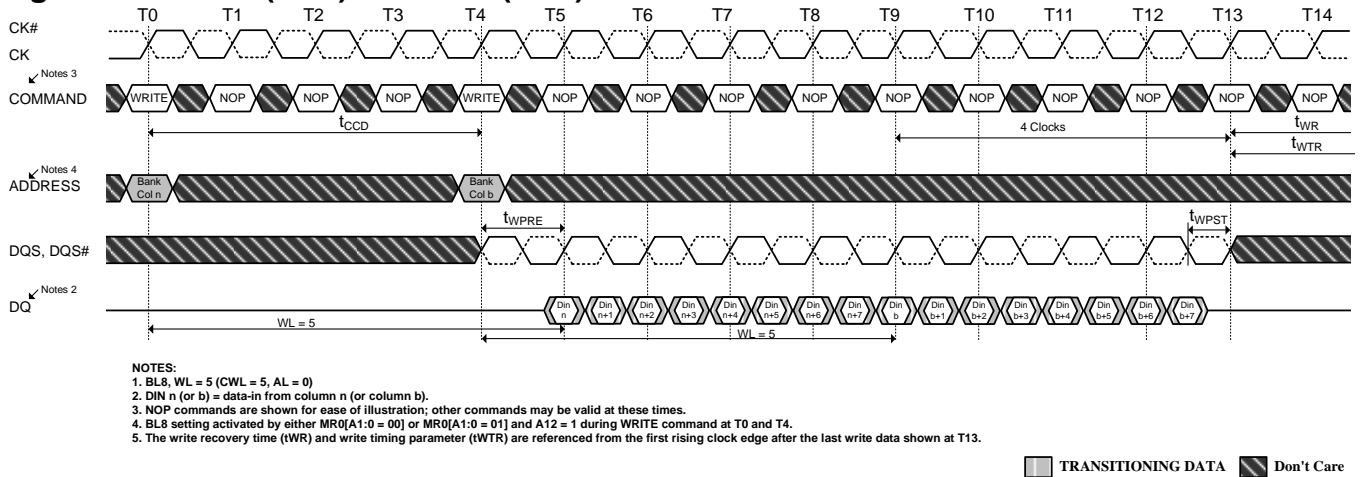 T0 T1 T2 T3 T4 T5 T6 T7 T8 T9 T10 T11 T12 T13 T14
CK#
CK
Notes 3
COMMAND WRITE NOP NOP NOP WRITE NOP NOP NOP NOP NOP NOP NOP NOP NOP NOP
tCCD 4 Clocks tWR
tWTR
Notes 4
ADDRESS Bank Col n Bank Col b
tWPRE tWPST
DQS, DQS#
Notes 2
DQ Din n Din n+1 Din n+2 Din n+3 Din n+4 Din n+5 Din n+6 Din n+7 Din b Din b+1 Din b+2 Din b+3 Din b+4 Din b+5 Din b+6 Din b+7
WL = 5 WL = 5
NOTES:
1. BL8, WL = 5 (CWL = 5, AL = 0)
2. DIN n (or b) = data-in from column n (or column b).
3. NOP commands are shown for ease of illustration; other commands may be valid at these times.
4. BL8 setting activated by either MR0[A1:0 = 00] or MR0[A1:0 = 01] and A12 = 1 during WRITE command at T0 and T4.
5. The write recovery time (tWR) and write timing parameter (tWTR) are referenced from the first rising clock edge after the last write data shown at T13.
TRANSITIONING DATA Don't Care